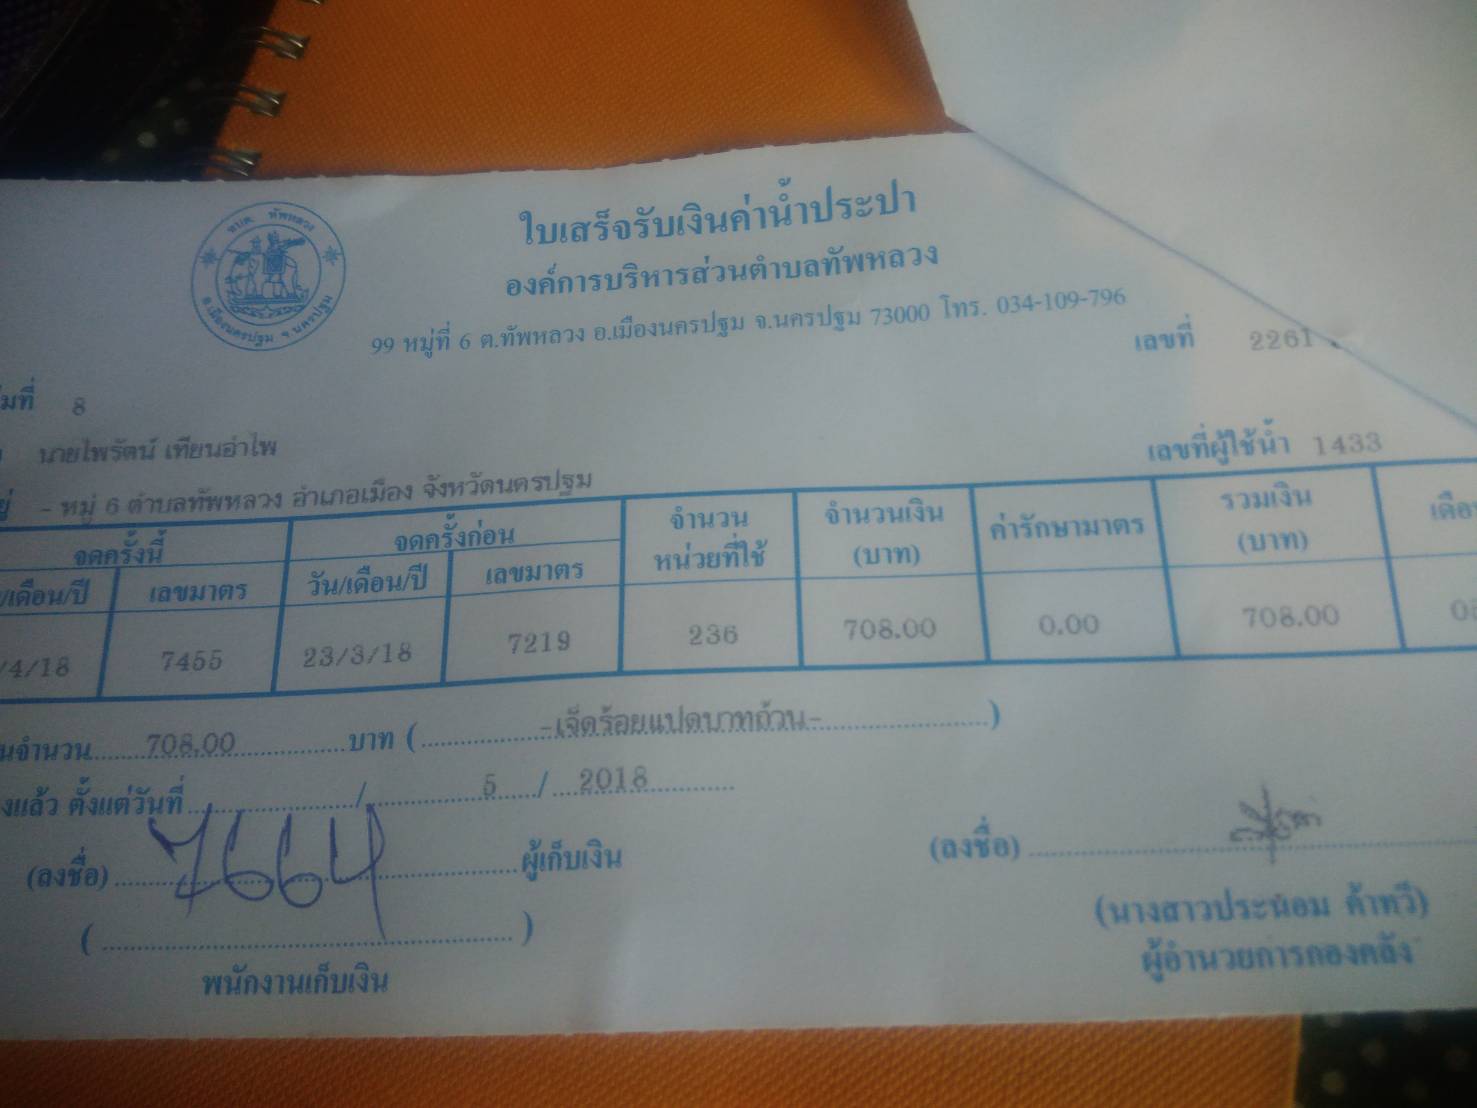 อบต. ทัพหลวง
อ.เมืองนครปฐม จ.นครปฐม
ใบเสร็จรับเงินค่าน้ำประปา
องค์การบริหารส่วนตำบลทัพหลวง
99 หมู่ที่ 6 ต.ทัพหลวง อ.เมืองนครปฐม จ.นครปฐม 73000 โทร. 034-109-796
เลขที่ 2261
มที่ 8
นายไพรัตน์ เทียนอำไพ
เลขที่ผู้ใช้น้ำ 1433
ยู่ - หมู่ 6 ตำบลทัพหลวง อำเภอเมือง จังหวัดนครปฐม
จดครั้งนี้ จดครั้งก่อน จำนวน หน่วยที่ใช้ จำนวนเงิน (บาท) ค่ารักษามาตร รวมเงิน (บาท) เดือ
/เดือน/ปี เลขมาตร วัน/เดือน/ปี เลขมาตร
/4/18 7455 23/3/18 7219 236 708.00 0.00 708.00 0
นจำนวน 708.00 บาท ( -เจ็ดร้อยแปดบาทถ้วน- )
งแล้ว ตั้งแต่วันที่ / 5 / 2018
(ลงชื่อ) 7664 ผู้เก็บเงิน
(ลงชื่อ)
( )
(นางสาวประนอม ค้าทวี)
พนักงานเก็บเงิน
ผู้อำนวยการกองคลัง